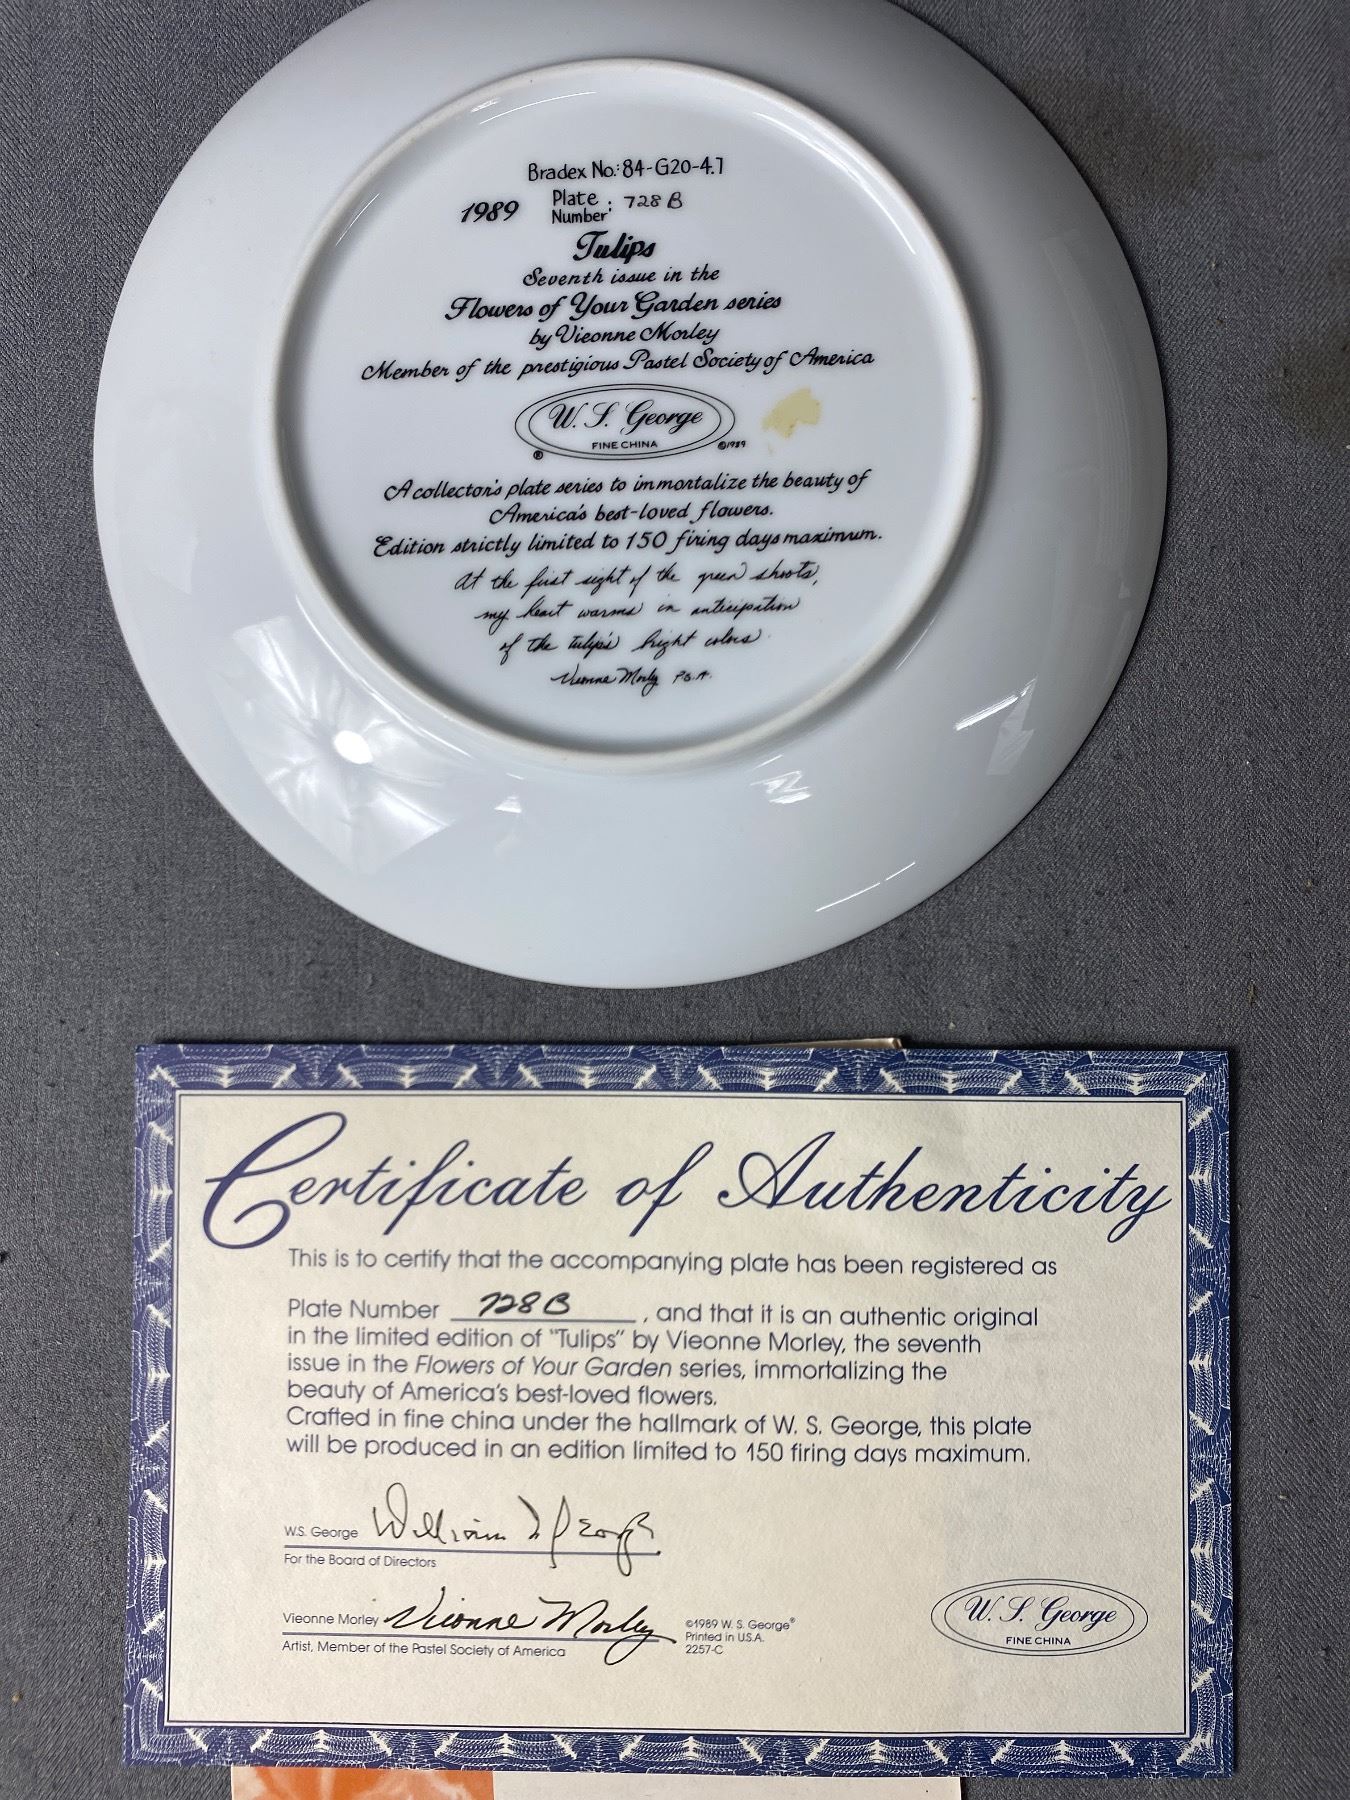 Bradex No.: 84-G20-4.7
1989 Plate Number: 728B
Tulips
Seventh issue in the
Flowers of Your Garden series
by Vieonne Morley
Member of the prestigious Pastel Society of America
W. S. George
FINE CHINA
® ©1989
A collector's plate series to immortalize the beauty of
America's best-loved flowers.
Edition strictly limited to 150 firing days maximum.
At the first sight of the green shoots,
my heart warms in anticipation
of the tulip's bright colors
Vieonne Morley P.S.A.
Certificate of Authenticity
This is to certify that the accompanying plate has been registered as
Plate Number 728B, and that it is an authentic original
in the limited edition of "Tulips" by Vieonne Morley, the seventh
issue in the Flowers of Your Garden series, immortalizing the
beauty of America's best-loved flowers.
Crafted in fine china under the hallmark of W. S. George, this plate
will be produced in an edition limited to 150 firing days maximum.
W.S. George William S George
For the Board of Directors
Vieonne Morley Vieonne Morley
Artist, Member of the Pastel Society of America
©1989 W. S. George®
Printed in U.S.A.
2257-C
W. S. George
FINE CHINA